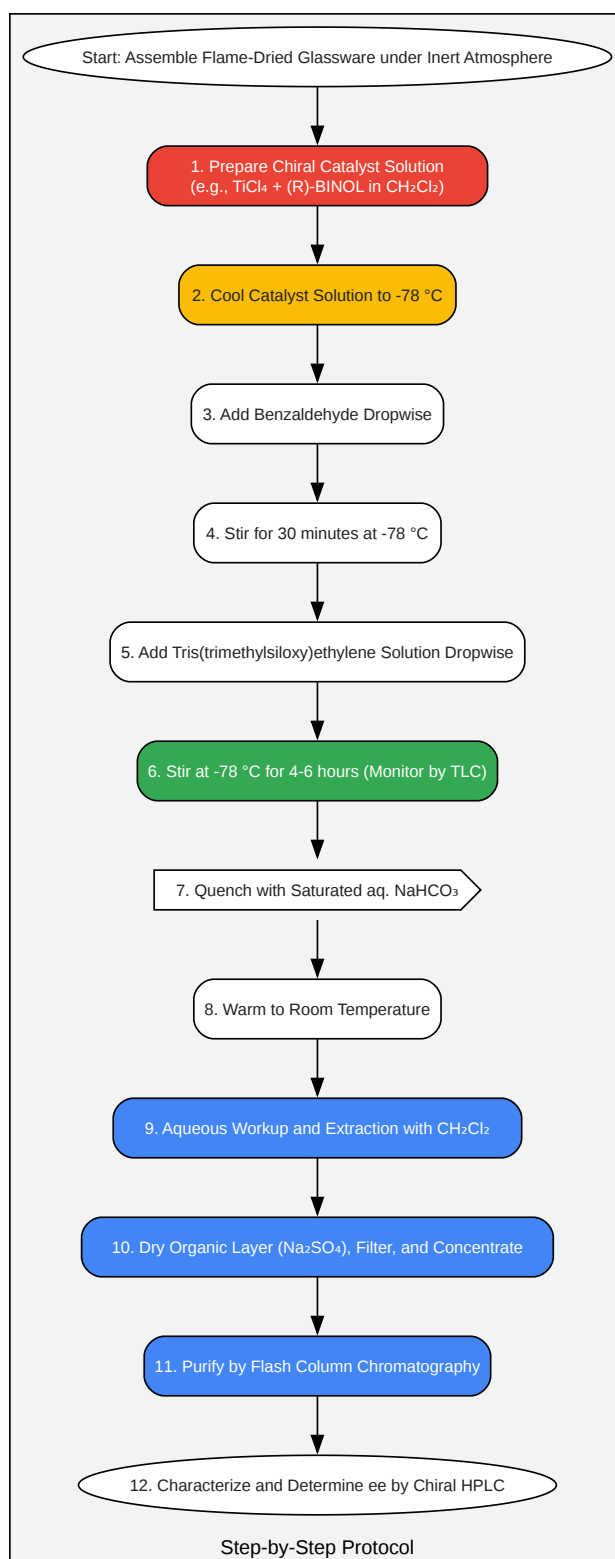 Start: Assemble Flame-Dried Glassware under Inert Atmosphere
1. Prepare Chiral Catalyst Solution
(e.g., TiCl₄ + (R)-BINOL in CH₂Cl₂)
2. Cool Catalyst Solution to -78 °C
3. Add Benzaldehyde Dropwise
4. Stir for 30 minutes at -78 °C
5. Add Tris(trimethylsiloxy)ethylene Solution Dropwise
6. Stir at -78 °C for 4-6 hours (Monitor by TLC)
7. Quench with Saturated aq. NaHCO₃
8. Warm to Room Temperature
9. Aqueous Workup and Extraction with CH₂Cl₂
10. Dry Organic Layer (Na₂SO₄), Filter, and Concentrate
11. Purify by Flash Column Chromatography
12. Characterize and Determine ee by Chiral HPLC
Step-by-Step Protocol